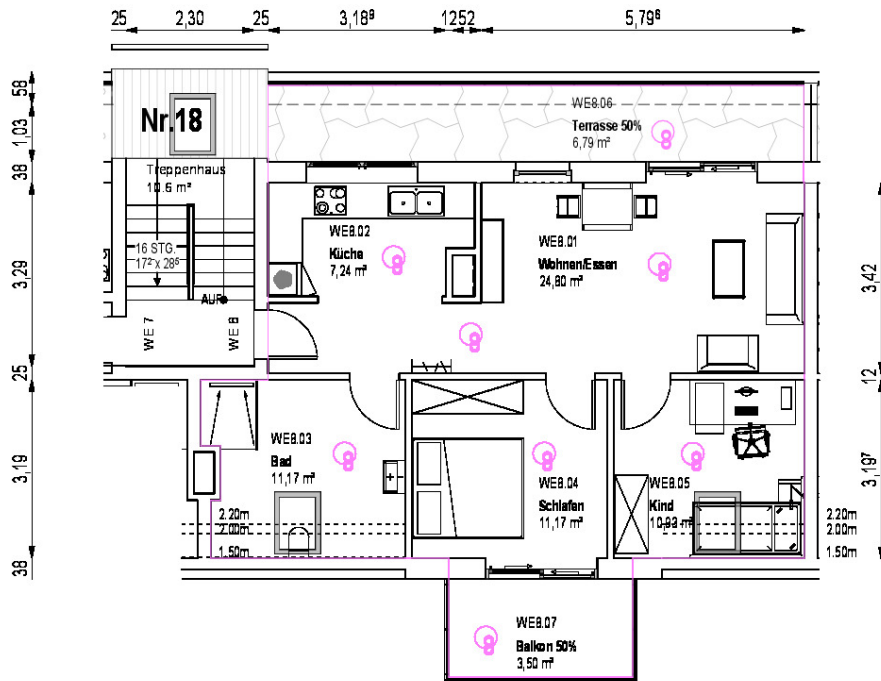 25 2,30 25 3,18⁹ 1252 5,79⁶
58
1,03
38
3,29
25
3,19
38
3,42
12
3,19⁷
Nr.18
Treppenhaus
10.6 m²
16 STG.
17² x 28⁵
AUF
WE 7
WE 8
WE8.06
Terrasse 50%
6,79 m²
WE8.02
Küche
7,24 m²
WE8.01
Wohnen/Essen
24,80 m²
WE8.03
Bad
11,17 m²
WE8.04
Schlafen
11,17 m²
WE8.05
Kind
10,93 m²
2.20m
2.00m
1.50m
2.20m
2.00m
1.50m
WE8.07
Balkon 50%
3,50 m²